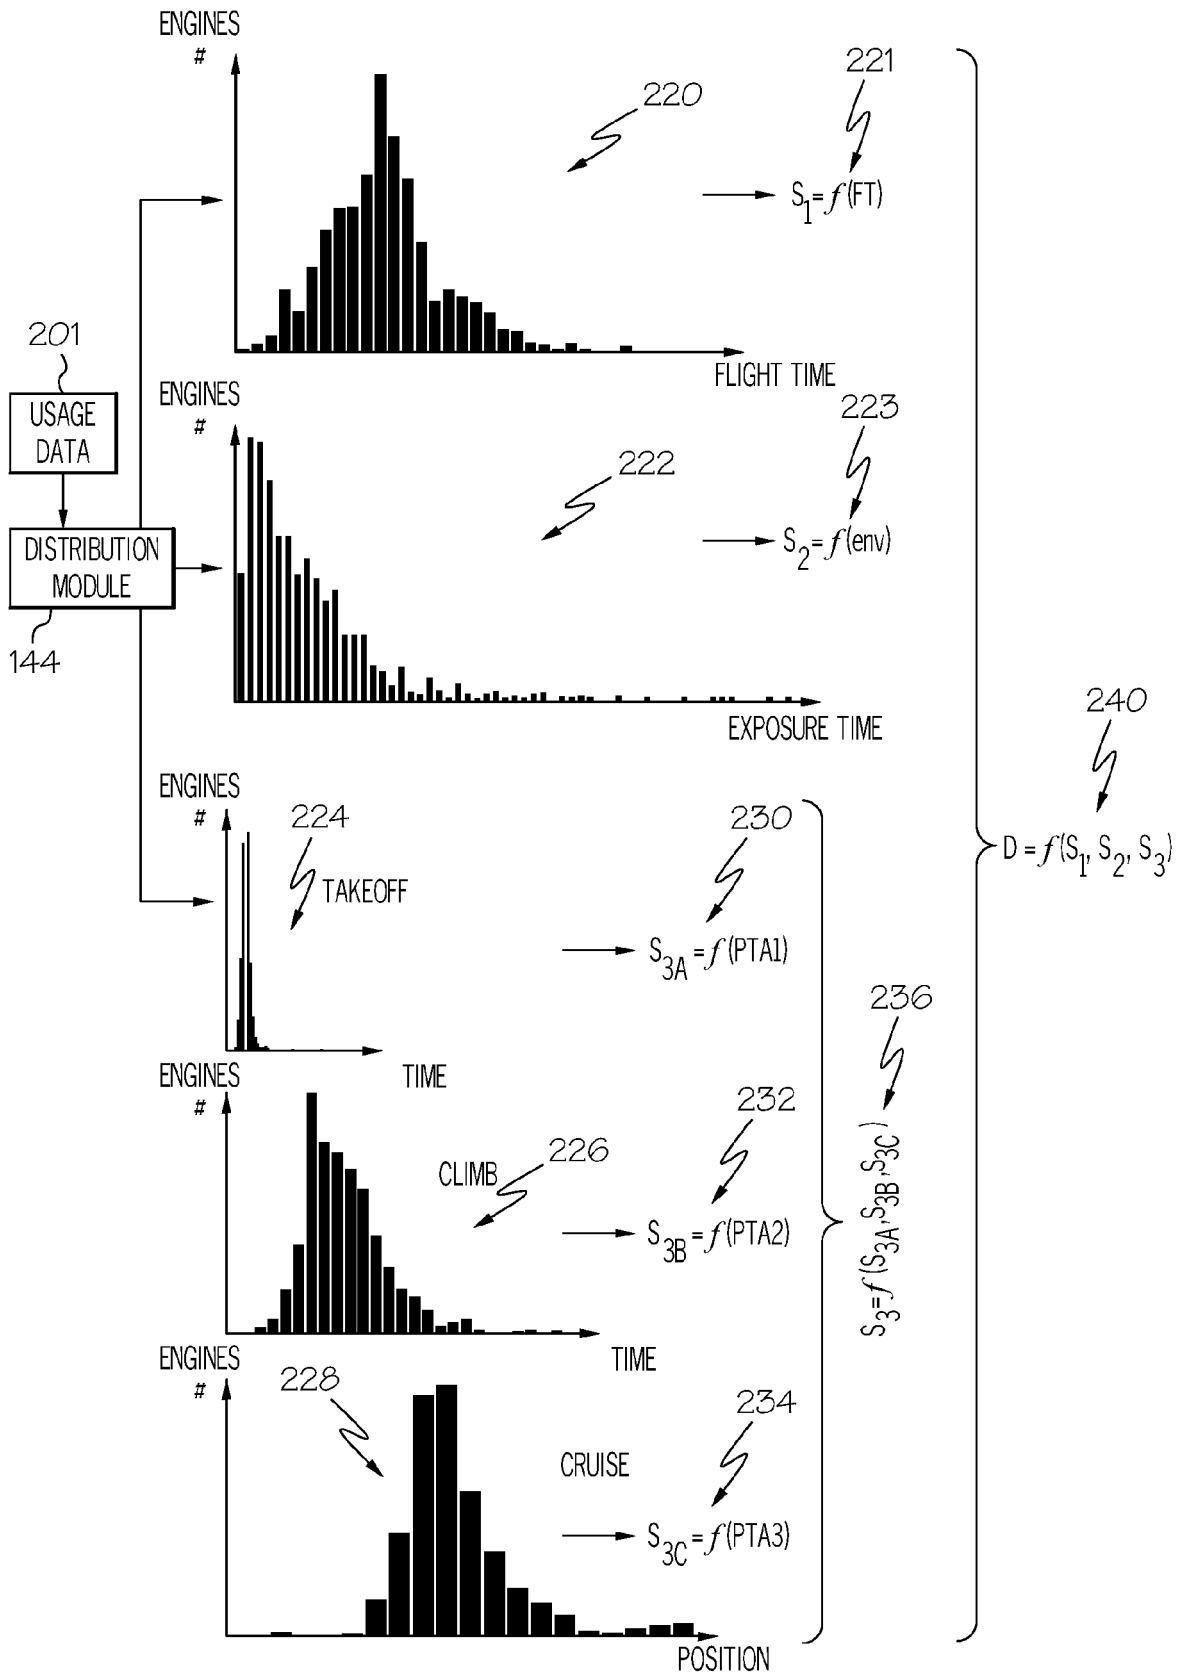 ENGINES
#
221
220
S1=f(FT)
FLIGHT TIME
201
USAGE
DATA
ENGINES
#
223
222
S2=f(env)
DISTRIBUTION
MODULE
144
EXPOSURE TIME
240
D=f(S1, S2, S3)
ENGINES
#
224
TAKEOFF
230
S3A=f(PTA1)
236
S3=f(S3A,S3B,S3C)
TIME
ENGINES
#
232
226
CLIMB
S3B=f(PTA2)
TIME
ENGINES
#
228
234
CRUISE
S3C=f(PTA3)
POSITION